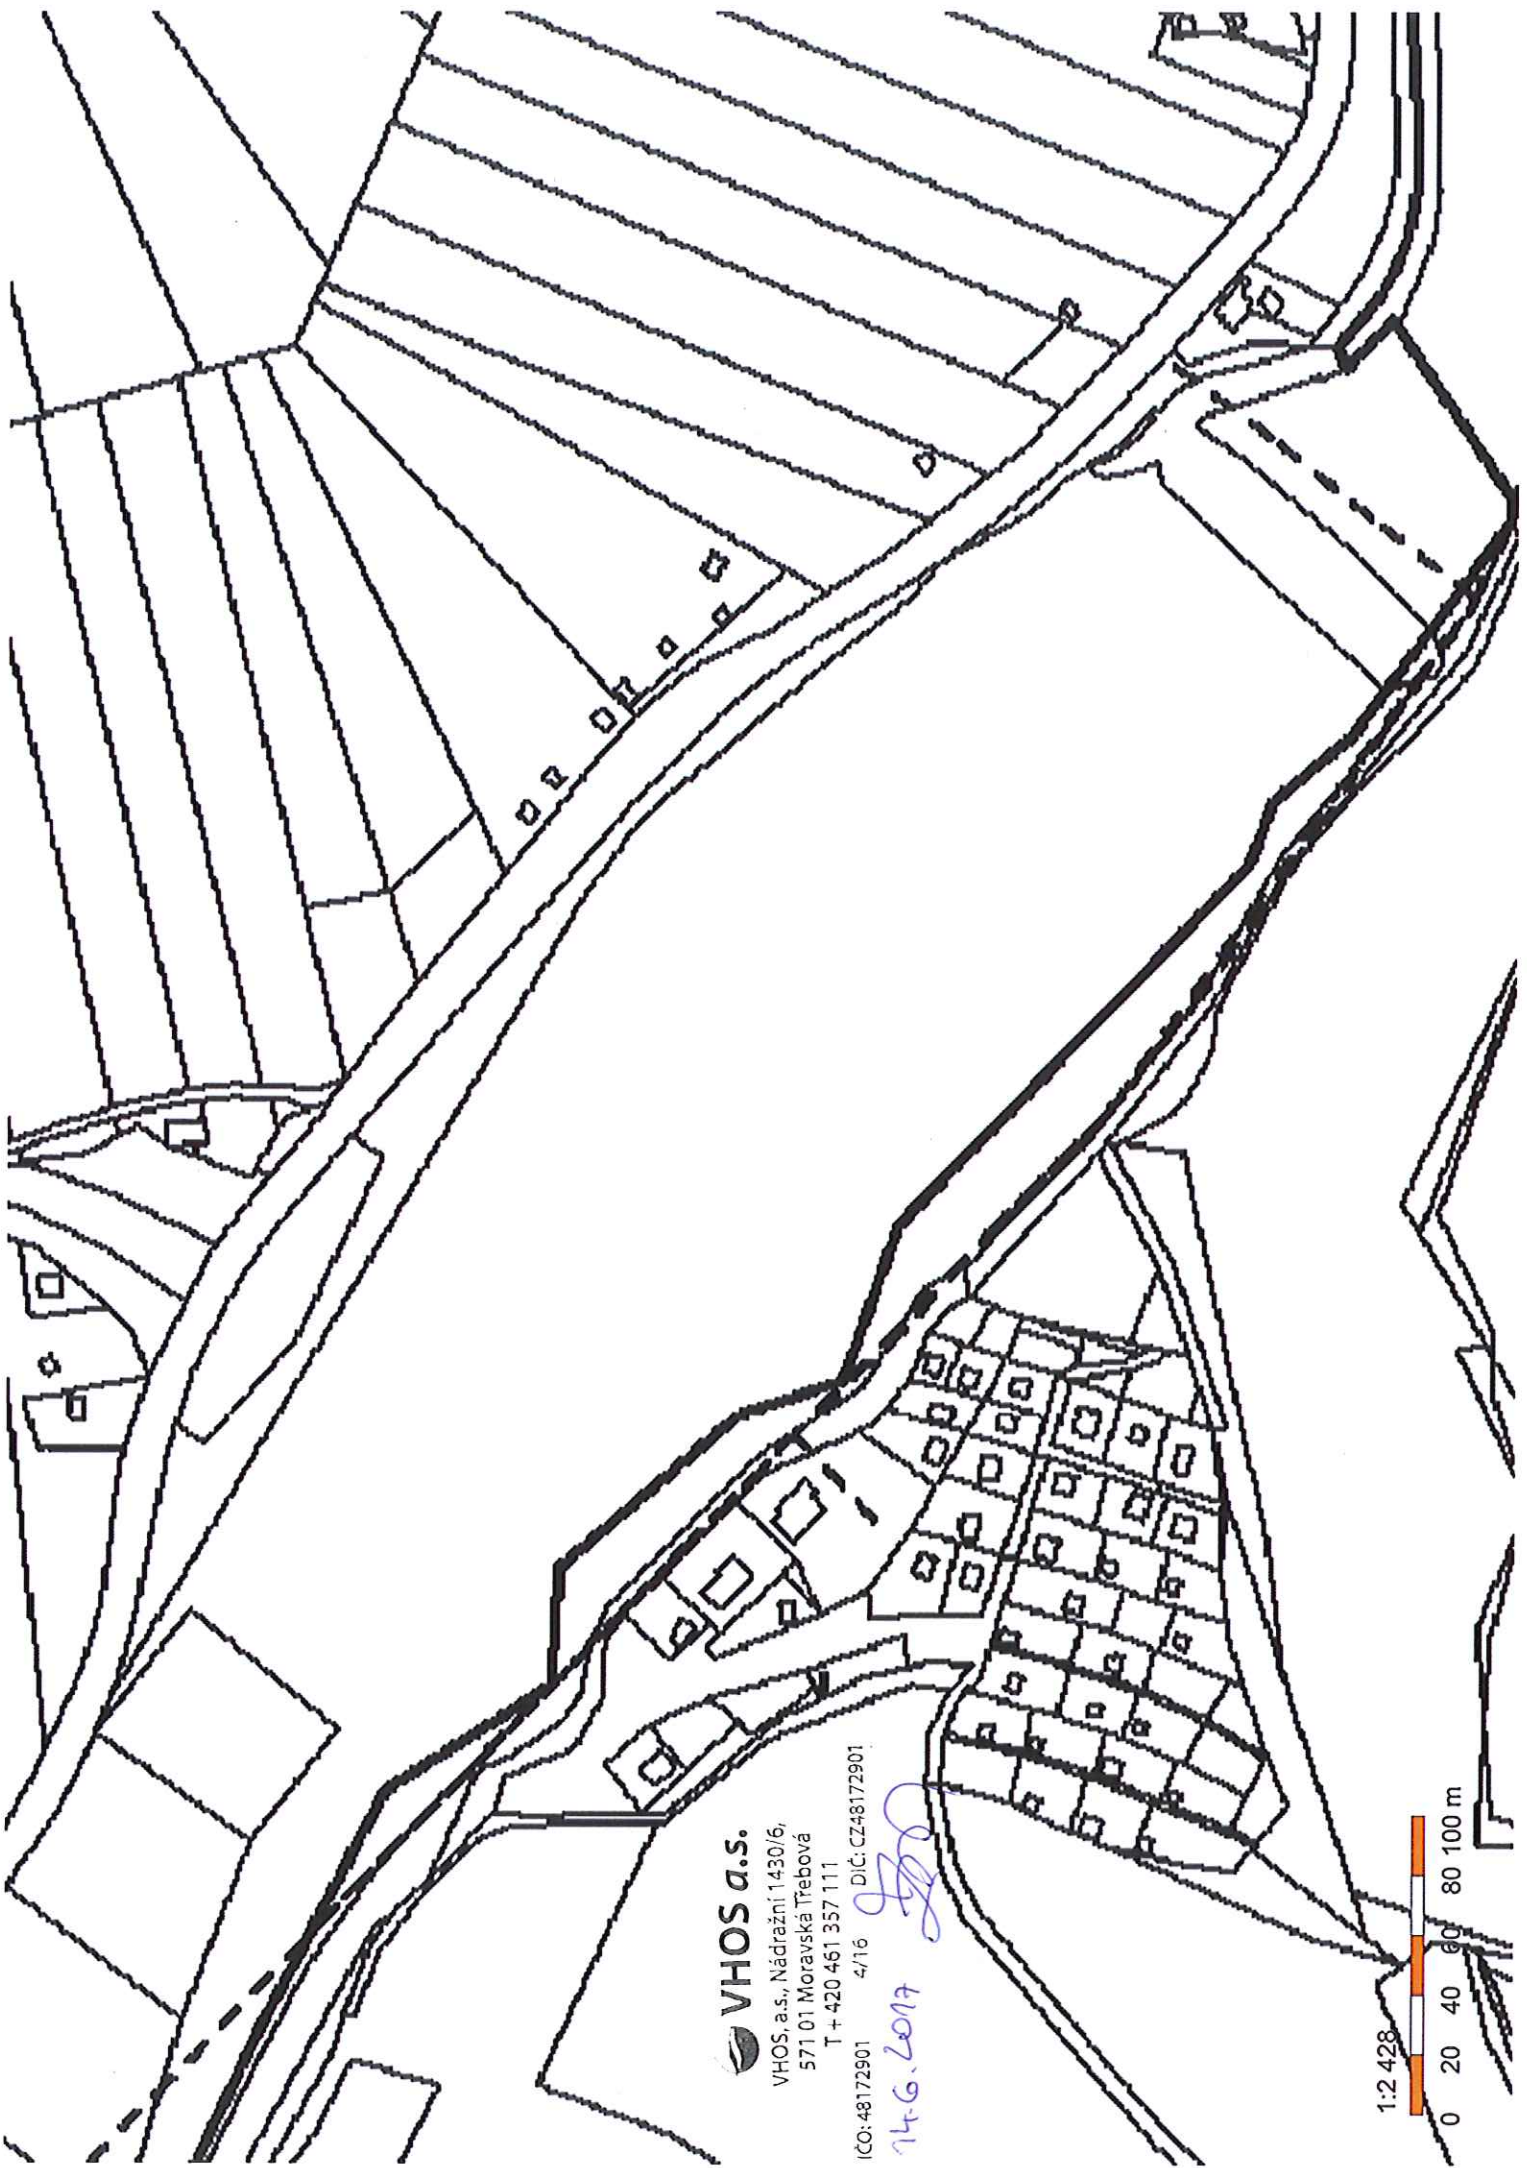 VHOS a.s.
VHOS, a.s., Nádražní 1430/6,
571 01 Moravská Třebová
T + 420 461 357 111
IČO: 48172901 4/16 DIČ: CZ48172901
14.6.2017
1:2 428
0 20 40 60 80 100 m